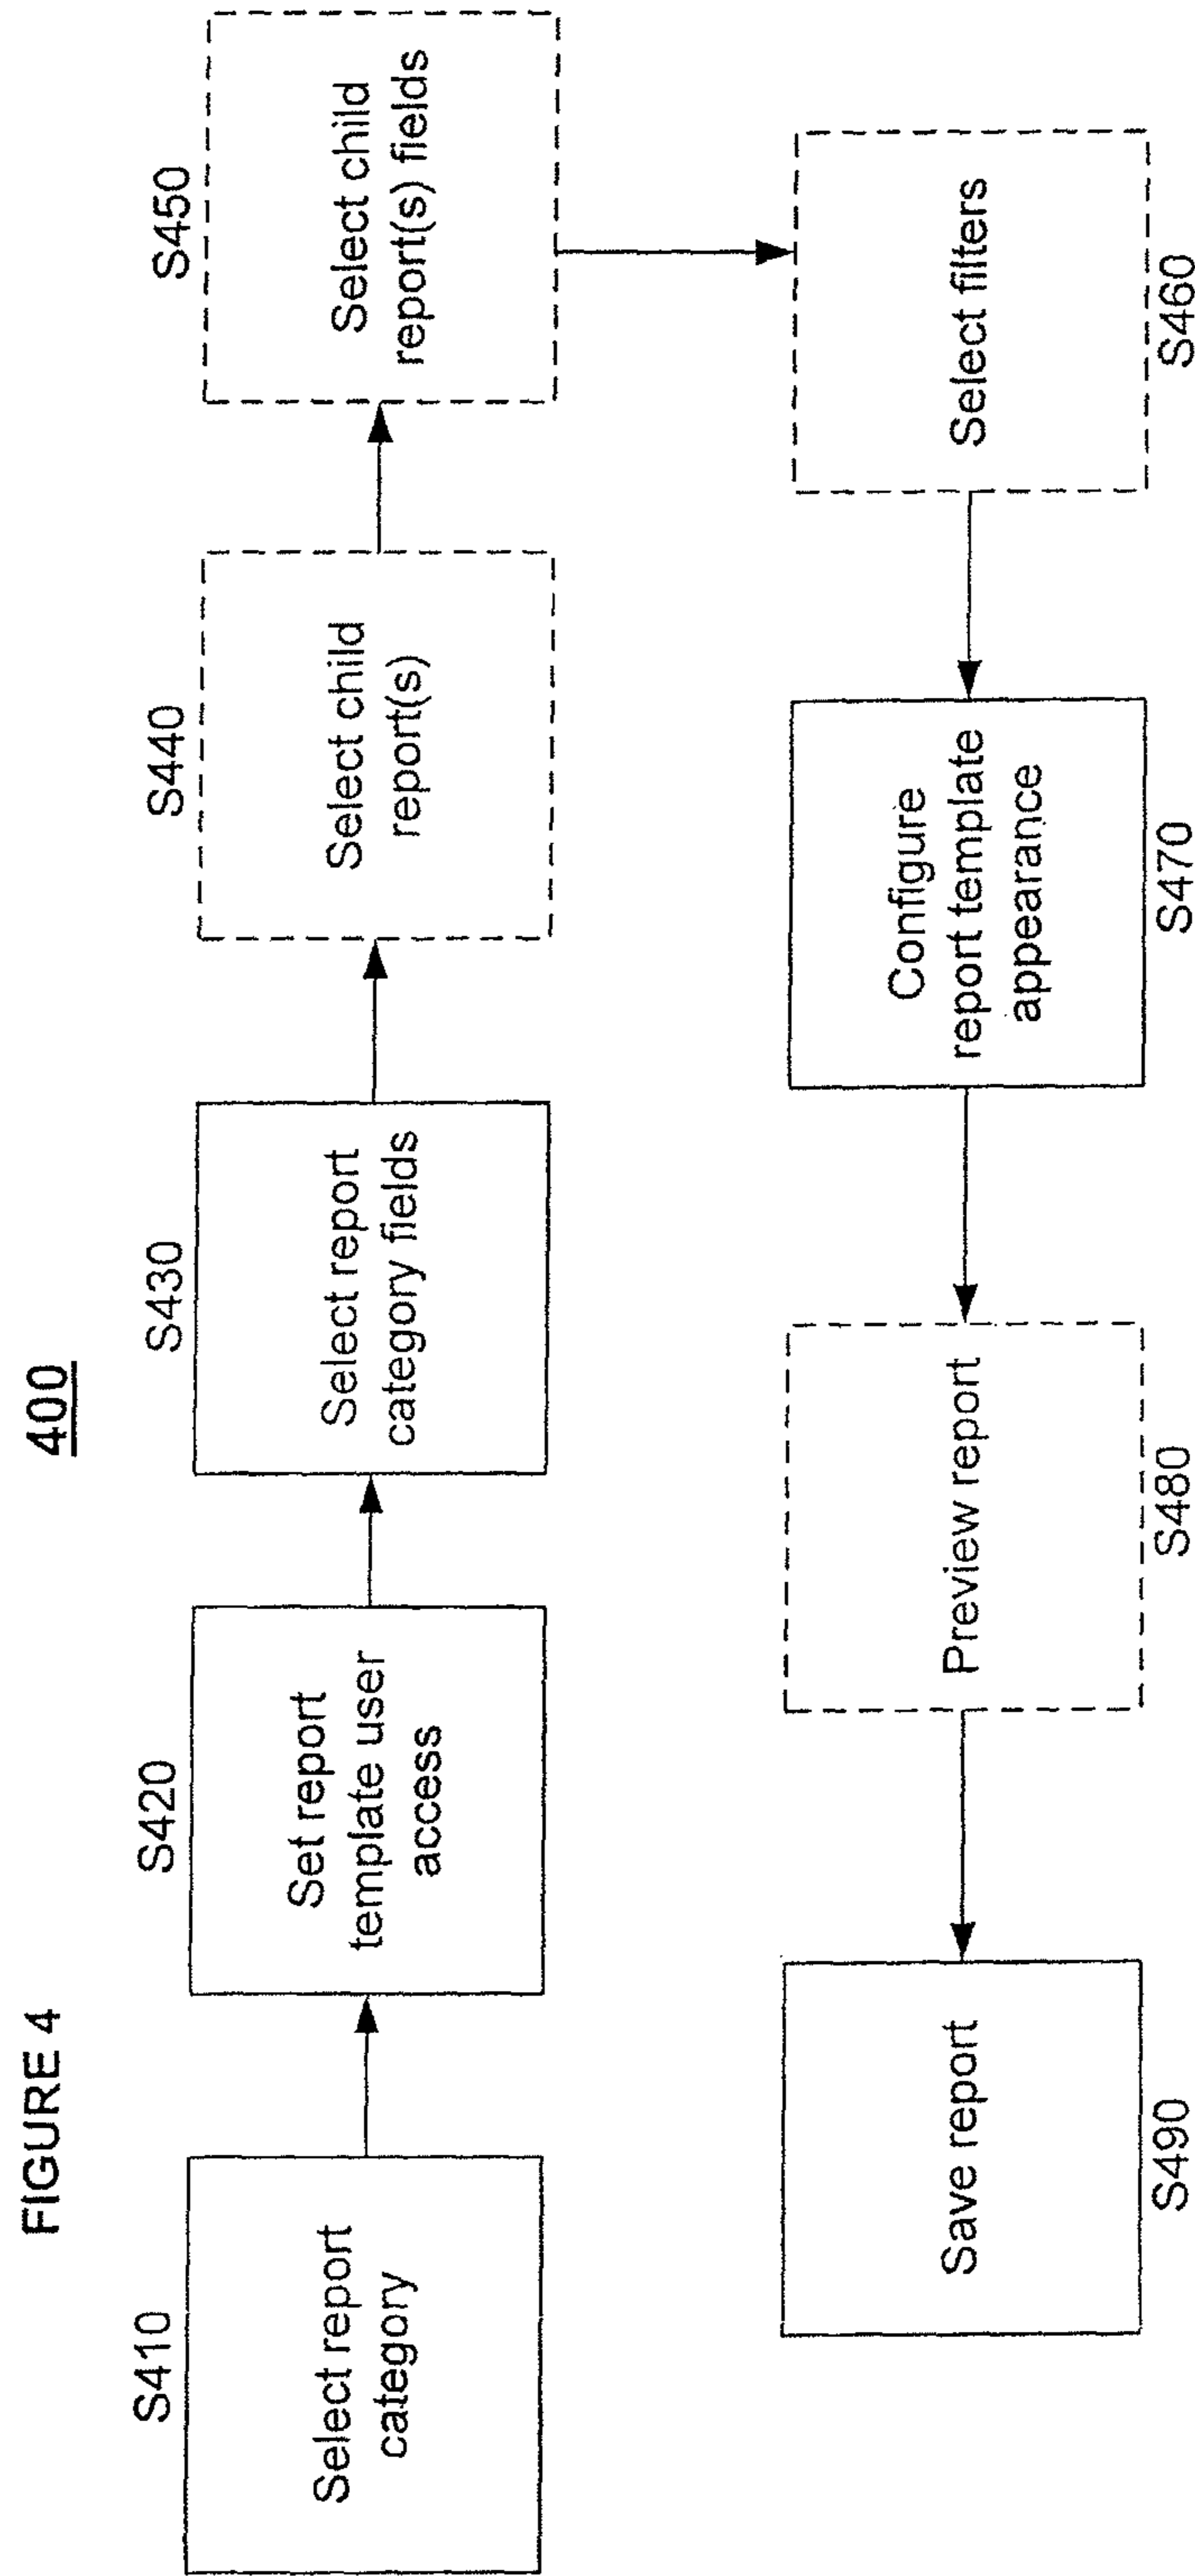 FIGURE 4
400
S410
Select report
category
S420
Set report
template user
access
S430
Select report
category fields
S440
Select child
report(s)
S450
Select child
report(s) fields
Select filters
S460
Configure
report template
appearance
S470
Preview report
S480
Save report
S490